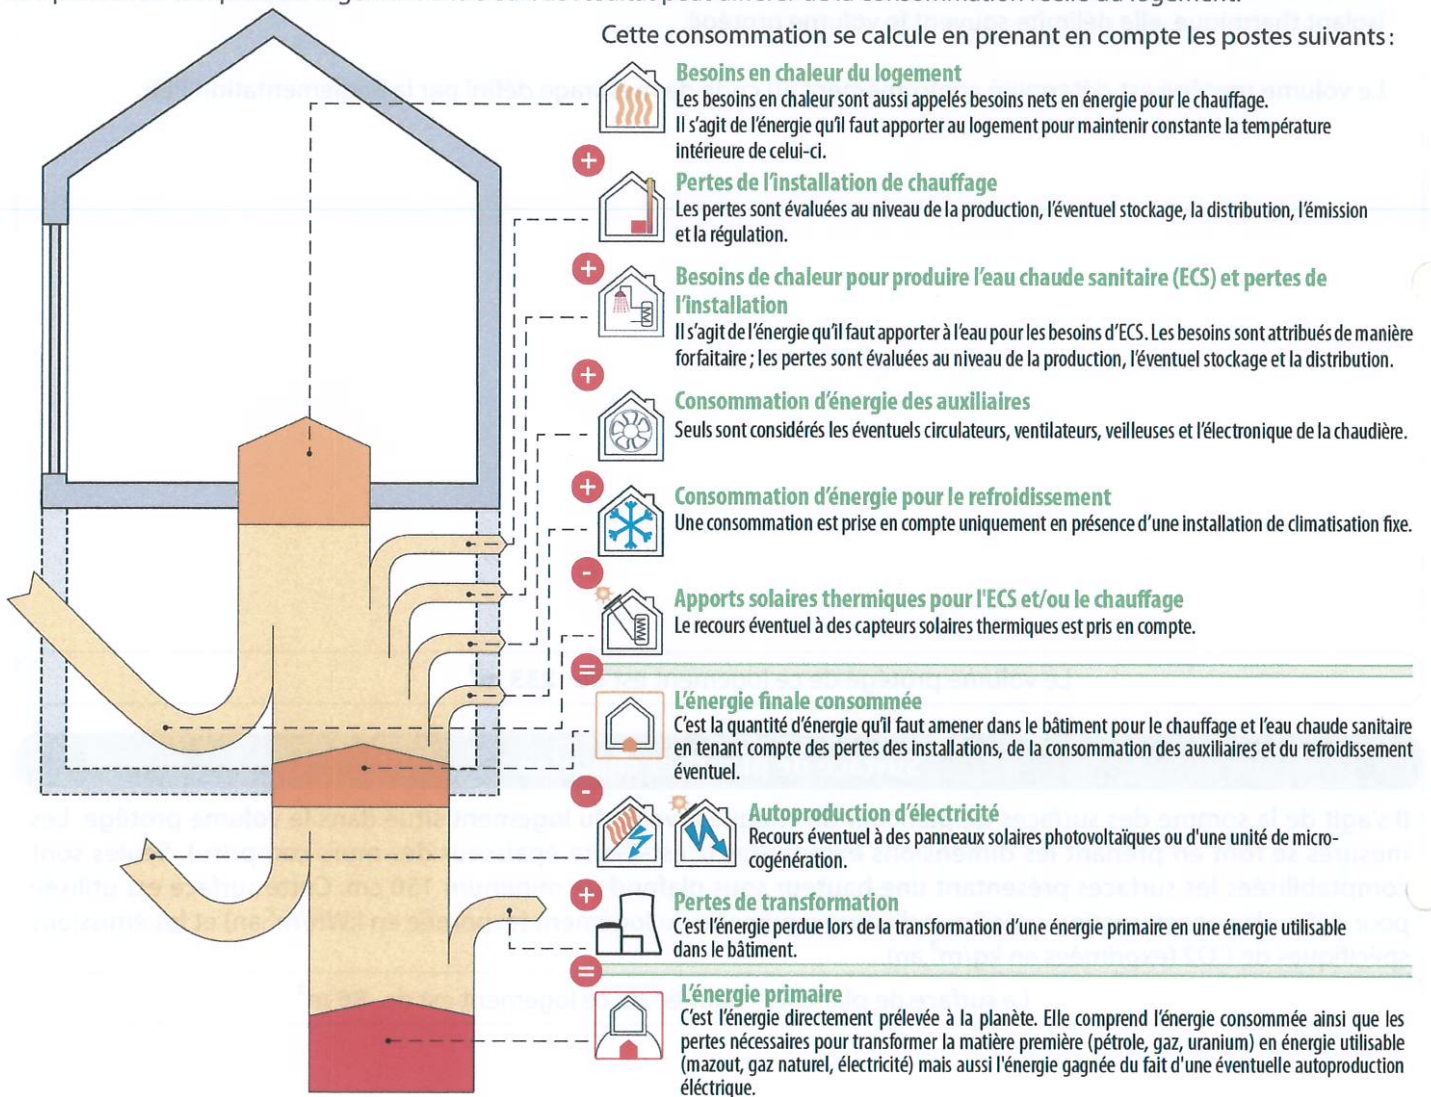 Cette consommation se calcule en prenant en compte les postes suivants :
Besoins en chaleur du logement
Les besoins en chaleur sont aussi appelés besoins nets en énergie pour le chauffage.
Il s'agit de l'énergie qu'il faut apporter au logement pour maintenir constante la température
intérieure de celui-ci.
+
Pertes de l'installation de chauffage
Les pertes sont évaluées au niveau de la production, l'éventuel stockage, la distribution, l'émission
et la régulation.
+
Besoins de chaleur pour produire l'eau chaude sanitaire (ECS) et pertes de
l'installation
Il s'agit de l'énergie qu'il faut apporter à l'eau pour les besoins d'ECS. Les besoins sont attribués de manière
forfaitaire ; les pertes sont évaluées au niveau de la production, l'éventuel stockage et la distribution.
+
Consommation d'énergie des auxiliaires
Seuls sont considérés les éventuels circulateurs, ventilateurs, veilleuses et l'électronique de la chaudière.
+
Consommation d'énergie pour le refroidissement
Une consommation est prise en compte uniquement en présence d'une installation de climatisation fixe.
-
Apports solaires thermiques pour l'ECS et/ou le chauffage
Le recours éventuel à des capteurs solaires thermiques est pris en compte.
=
L'énergie finale consommée
C'est la quantité d'énergie qu'il faut amener dans le bâtiment pour le chauffage et l'eau chaude sanitaire
en tenant compte des pertes des installations, de la consommation des auxiliaires et du refroidissement
éventuel.
-
Autoproduction d'électricité
Recours éventuel à des panneaux solaires photovoltaïques ou d'une unité de micro-
cogénération.
+
Pertes de transformation
C'est l'énergie perdue lors de la transformation d'une énergie primaire en une énergie utilisable
dans le bâtiment.
=
L'énergie primaire
C'est l'énergie directement prélevée à la planète. Elle comprend l'énergie consommée ainsi que les
pertes nécessaires pour transformer la matière première (pétrole, gaz, uranium) en énergie utilisable
(mazout, gaz naturel, électricité) mais aussi l'énergie gagnée du fait d'une éventuelle autoproduction
éléctrique.